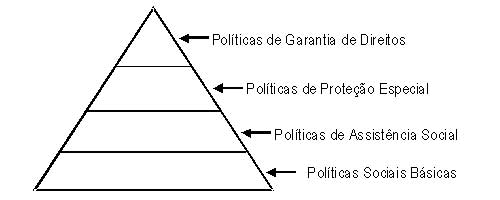 Políticas de Garantia de Direitos
Políticas de Proteção Especial
Políticas de Assistência Social
Políticas Sociais Básicas